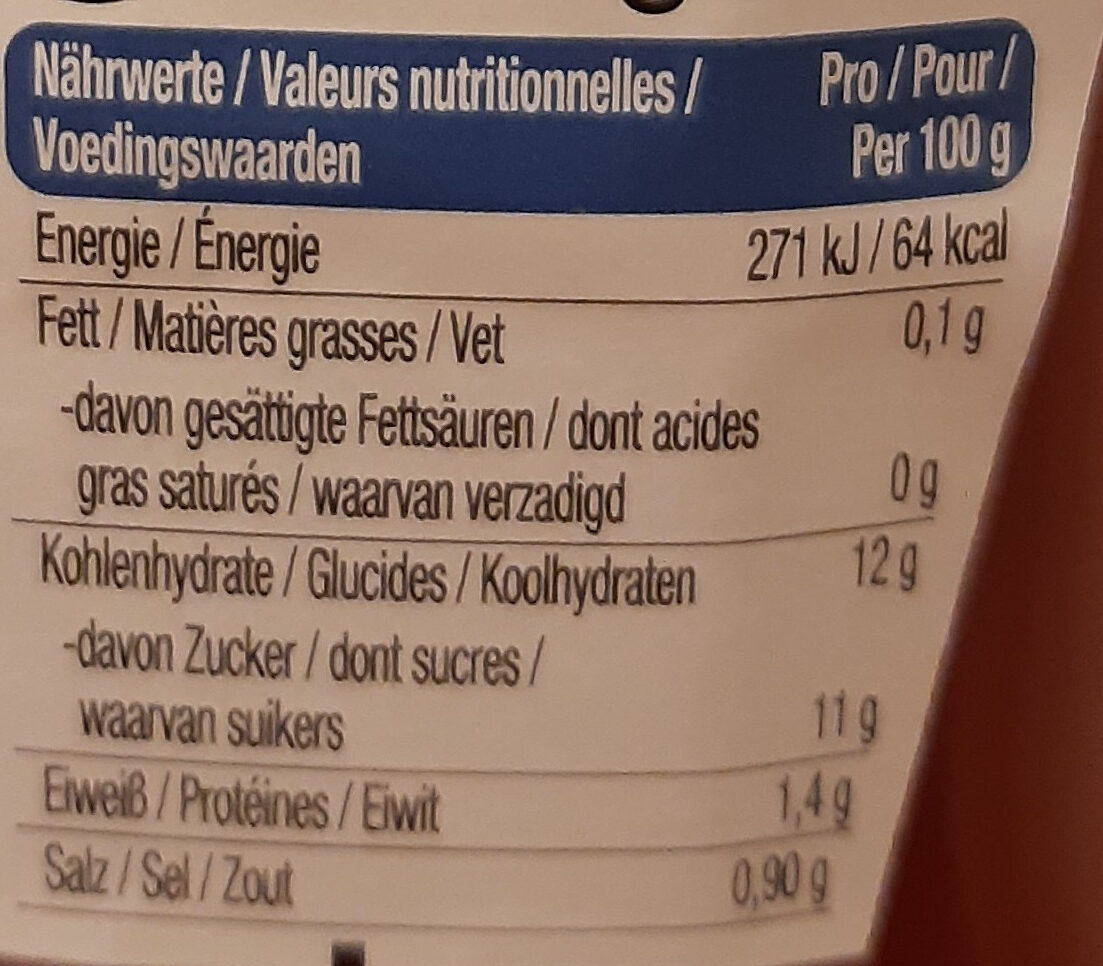 Nährwerte / Valeurs nutritionnelles / Pro / Pour /
Voedingswaarden Per 100 g
Energie / Énergie 271 kJ / 64 kcal
Fett / Matières grasses / Vet 0,1 g
-davon gesättigte Fettsäuren / dont acides
gras saturés / waarvan verzadigd 0 g
Kohlenhydrate / Glucides / Koolhydraten 12 g
-davon Zucker / dont sucres /
waarvan suikers 11 g
Eiweiß / Protéines / Eiwit 1,4 g
Salz / Sel / Zout 0,90 g